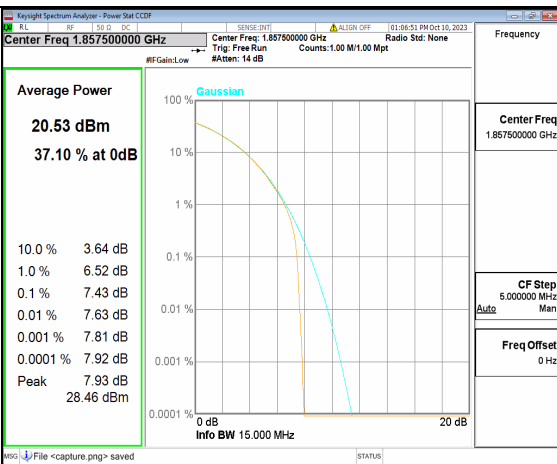 Keysight Spectrum Analyzer - Power Stat CCDF
RL RF 50 Ω DC SENSE:INT ALIGN OFF 01:06:51 PM Oct 10, 2023
Center Freq 1.857500000 GHz
Center Freq: 1.857500000 GHz Radio Std: None
Trig: Free Run Counts:1.00 M/1.00 Mpt
#IFGain:Low #Atten: 14 dB
Frequency
Average Power
20.53 dBm
37.10 % at 0dB
10.0 % 3.64 dB
1.0 % 6.52 dB
0.1 % 7.43 dB
0.01 % 7.63 dB
0.001 % 7.81 dB
0.0001 % 7.92 dB
Peak 7.93 dB
28.46 dBm
Gaussian
100 %
10 %
1 %
0.1 %
0.01 %
0.001 %
0.0001 %
0 dB 20 dB
Info BW 15.000 MHz
Center Freq
1.857500000 GHz
CF Step
5.000000 MHz
Auto Man
Freq Offset
0 Hz
MSG File <capture.png> saved STATUS